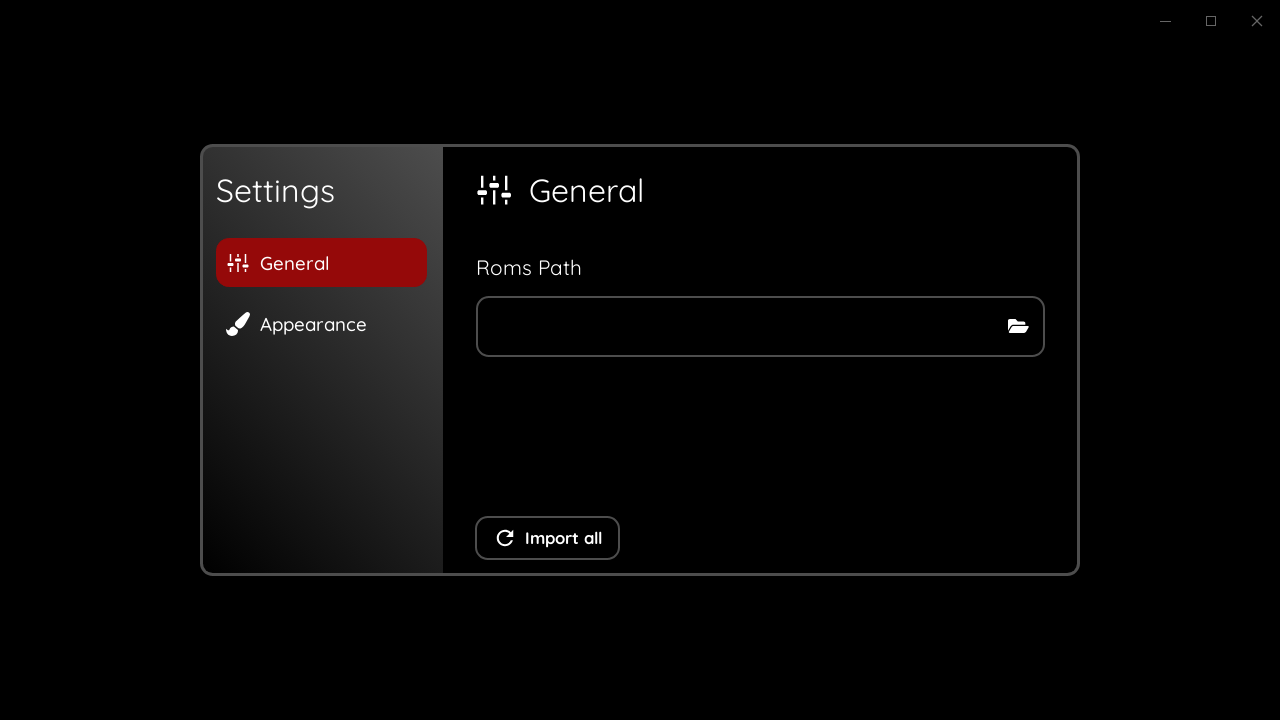 Settings
General
Appearance
General
Roms Path
Import all